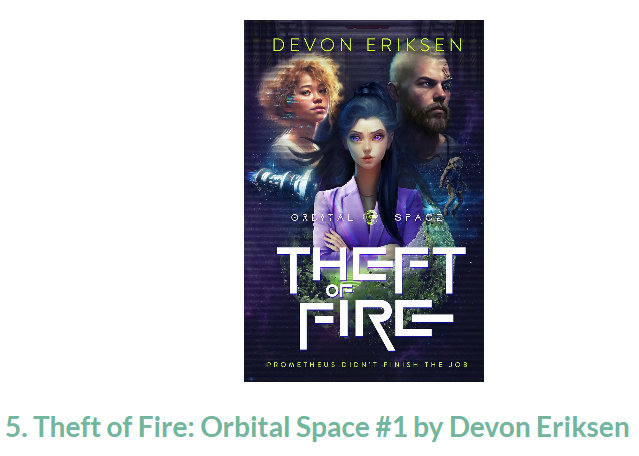 DEVON ERIKSEN
ORBITAL SPACE
THEFT
OF
FIRE
PROMETHEUS DIDN'T FINISH THE JOB
5. Theft of Fire: Orbital Space #1 by Devon Eriksen